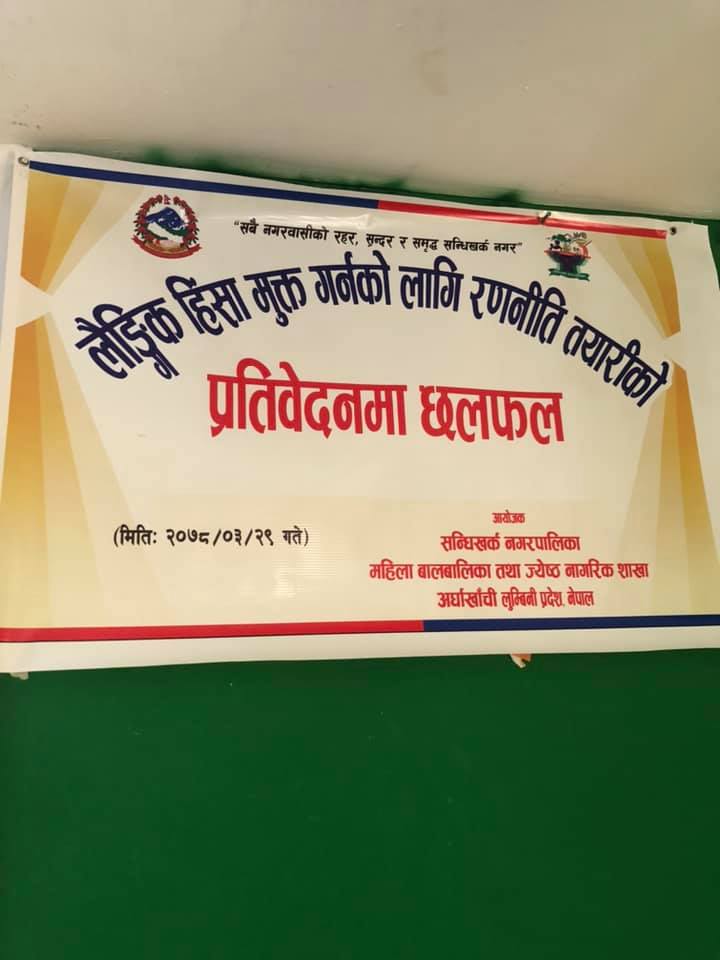 "सबै नगरवासीको रहर, सुन्दर र समृद्ध सन्धिखर्क नगर"
लैङ्गिक हिंसा मुक्त गर्नको लागि रणनीति तयारीको
प्रतिवेदनमा छलफल
(मितिः २०७८/०३/२९ गते)
आयोजक
सन्धिखर्क नगरपालिका
महिला बालबालिका तथा ज्येष्ठ नागरिक शाखा
अर्घाखाँची लुम्बिनी प्रदेश, नेपाल